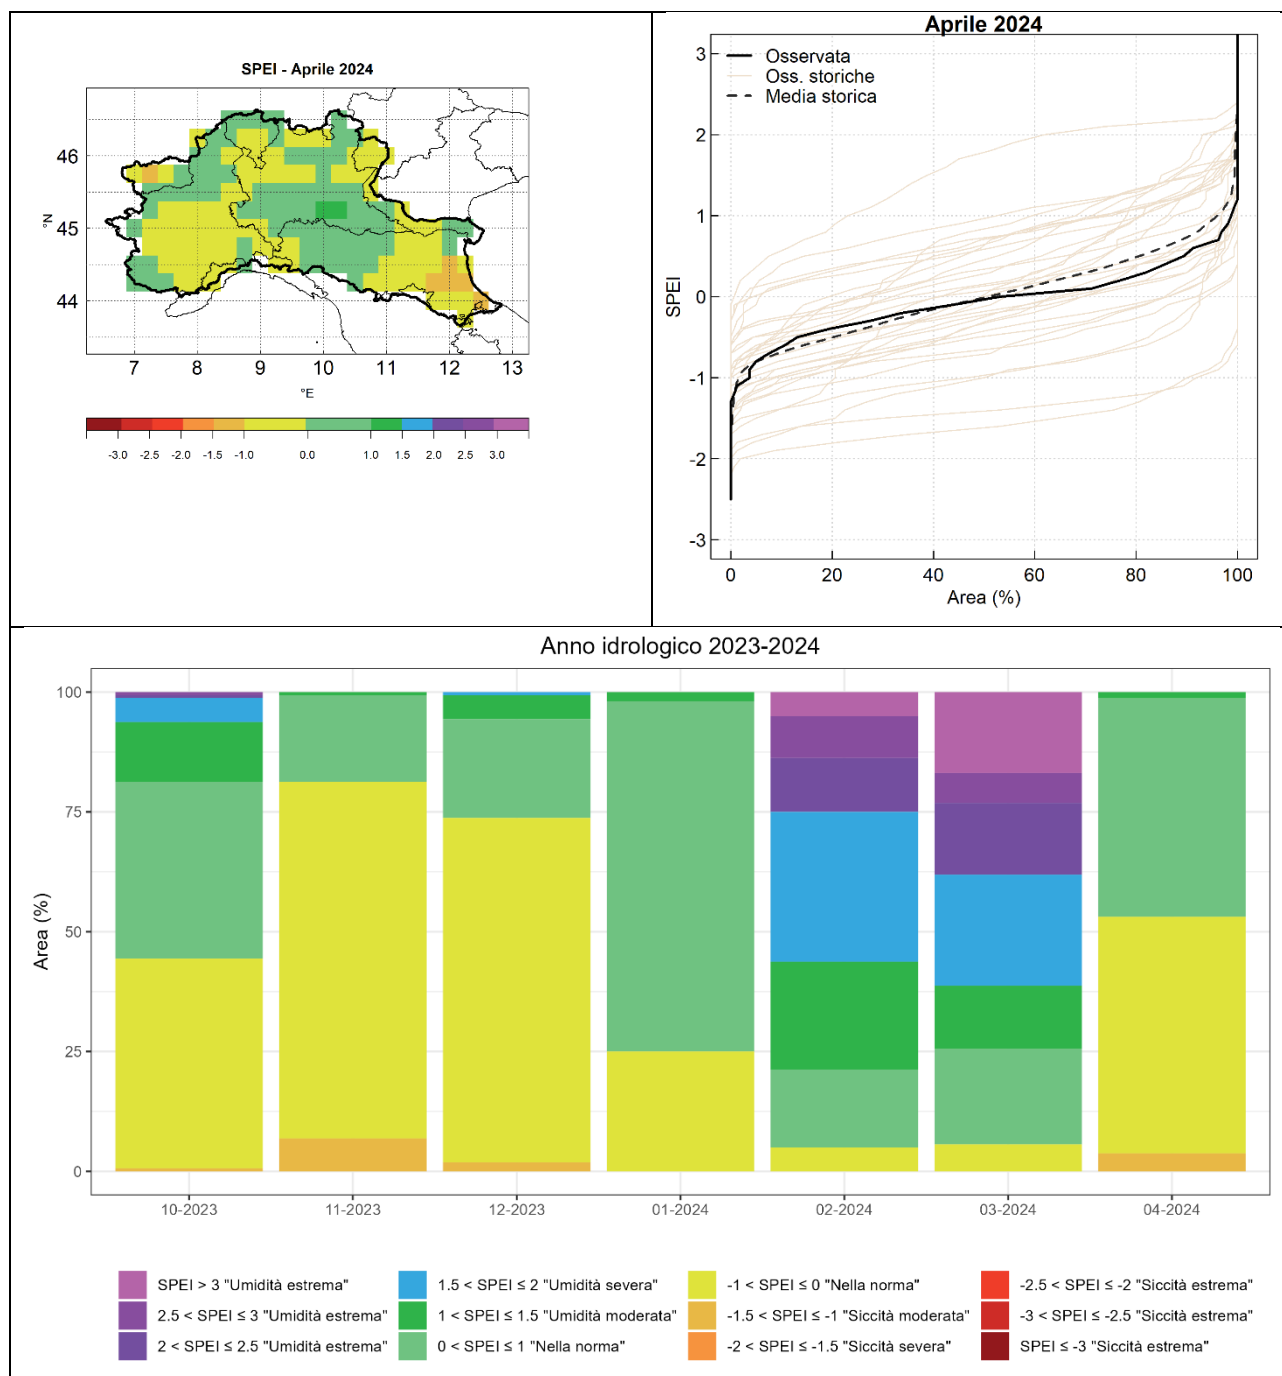 SPEI - Aprile 2024
46
45
44
°N
7 8 9 10 11 12 13
°E
-3.0 -2.5 -2.0 -1.5 -1.0 0.0 1.0 1.5 2.0 2.5 3.0
Aprile 2024
Osservata
Oss. storiche
Media storica
3
2
1
0
-1
-2
-3
SPEI
0 20 40 60 80 100
Area (%)
Anno idrologico 2023-2024
100
75
50
25
0
Area (%)
10-2023 11-2023 12-2023 01-2024 02-2024 03-2024 04-2024
SPEI > 3 "Umidità estrema" 1.5 < SPEI ≤ 2 "Umidità severa" -1 < SPEI ≤ 0 "Nella norma" -2.5 < SPEI ≤ -2 "Siccità estrema"
2.5 < SPEI ≤ 3 "Umidità estrema" 1 < SPEI ≤ 1.5 "Umidità moderata" -1.5 < SPEI ≤ -1 "Siccità moderata" -3 < SPEI ≤ -2.5 "Siccità estrema"
2 < SPEI ≤ 2.5 "Umidità estrema" 0 < SPEI ≤ 1 "Nella norma" -2 < SPEI ≤ -1.5 "Siccità severa" SPEI ≤ -3 "Siccità estrema"